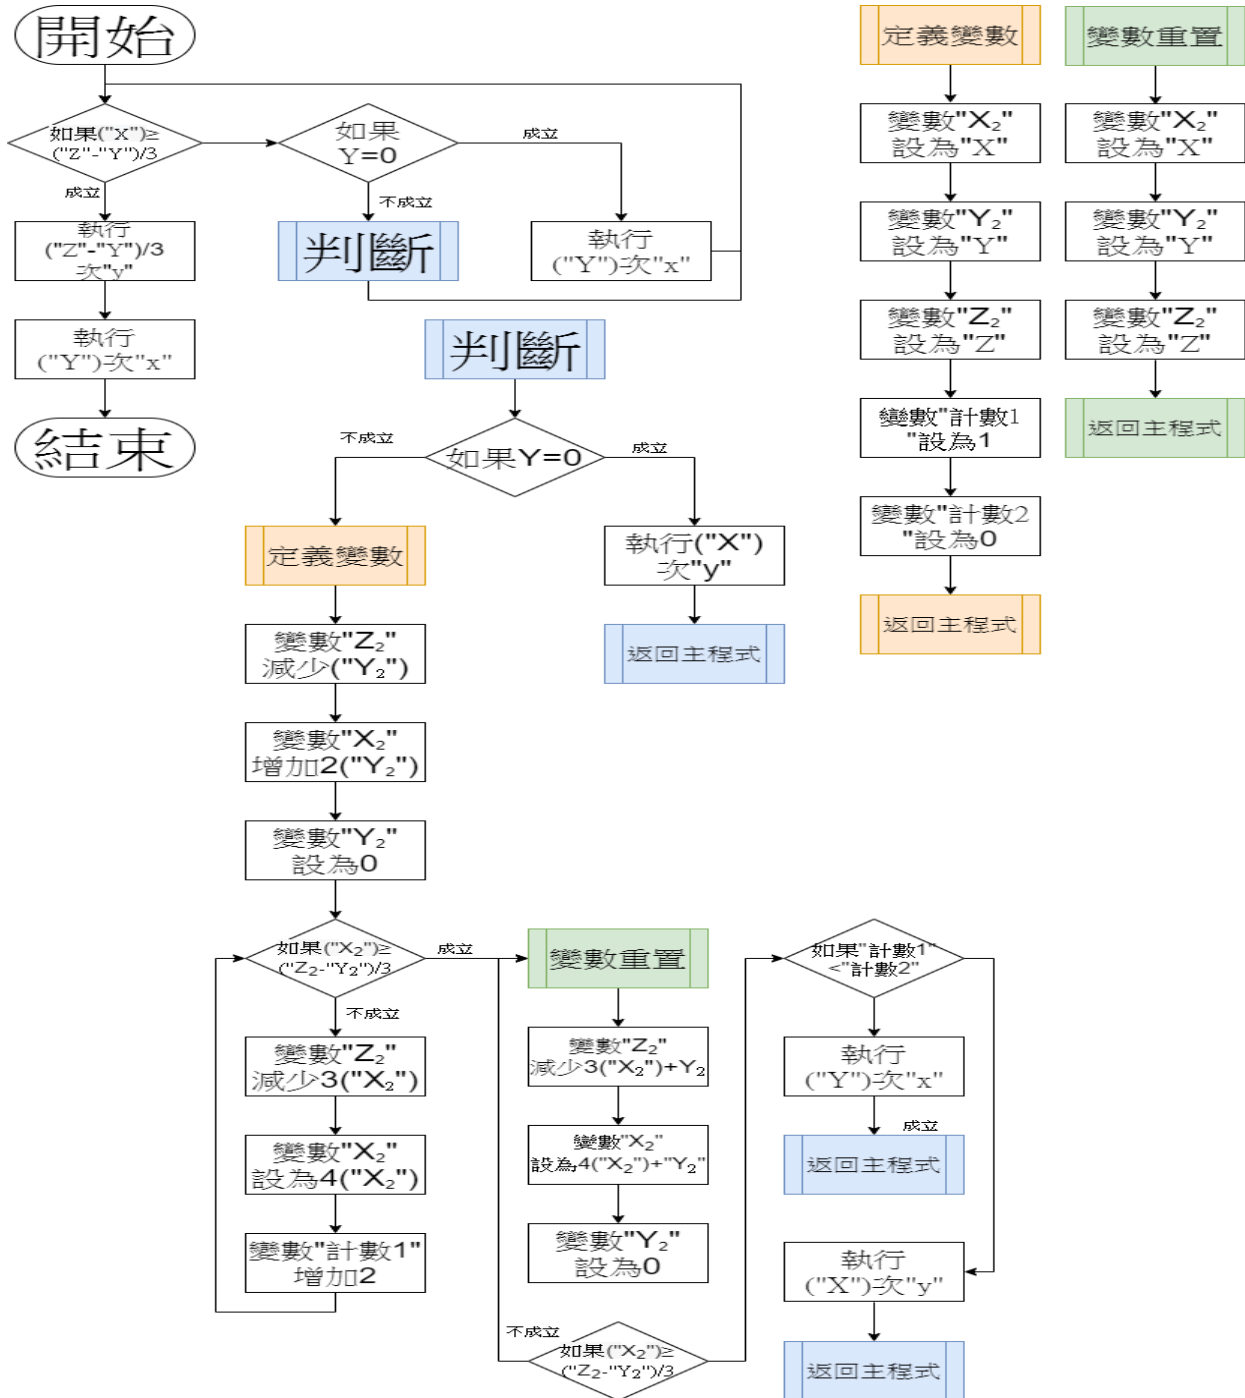 開始
如果("X")≥
("Z"-"Y")/3
成立
執行
("Z"-"Y")/3
次"y"
執行
("Y")次"x"
結束
如果
Y=0
成立
不成立
判斷
執行
("Y")次"x"
判斷
如果Y=0
不成立
成立
定義變數
執行("X")
次"y"
返回主程式
變數"Z₂"
減少("Y₂")
變數"X₂"
增加2("Y₂")
變數"Y₂"
設為0
如果("X₂")≥
("Z₂-"Y₂")/3
成立
不成立
變數"Z₂"
減少3("X₂")
變數"X₂"
設為4("X₂")
變數"計數1"
增加2
變數重置
變數"Z₂"
減少3("X₂")+Y₂
變數"X₂"
設為4("X₂")+"Y₂"
變數"Y₂"
設為0
不成立
如果("X₂")≥
("Z₂-"Y₂")/3
如果"計數1"
<"計數2"
執行
("Y")次"x"
成立
返回主程式
執行
("X")次"y"
返回主程式
定義變數
變數"X₂"
設為"X"
變數"Y₂"
設為"Y"
變數"Z₂"
設為"Z"
變數"計數1
"設為1
變數"計數2
"設為0
返回主程式
變數重置
變數"X₂"
設為"X"
變數"Y₂"
設為"Y"
變數"Z₂"
設為"Z"
返回主程式